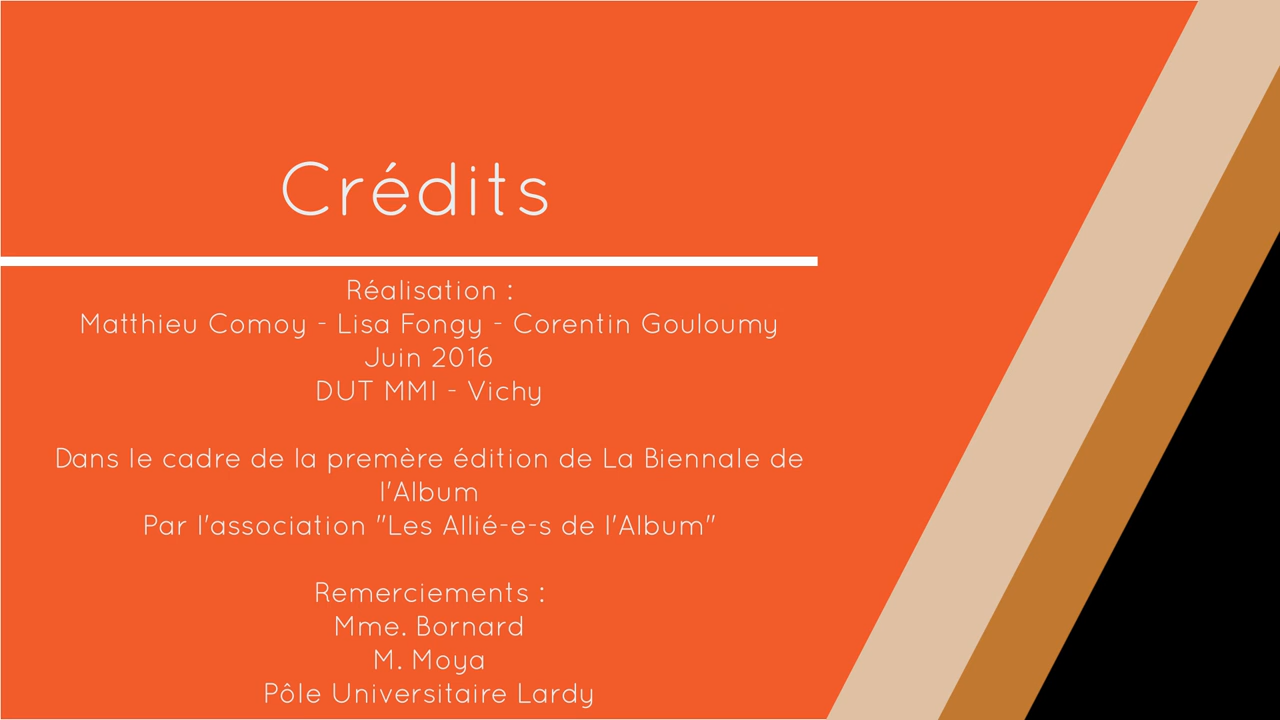 Crédits
Réalisation :
Matthieu Comoy - Lisa Fongy - Corentin Gouloumy
Juin 2016
DUT MMI - Vichy
Dans le cadre de la premère édition de La Biennale de
l'Album
Par l'association "Les Allié-e-s de l'Album"
Remerciements :
Mme. Bornard
M. Moya
Pôle Universitaire Lardy